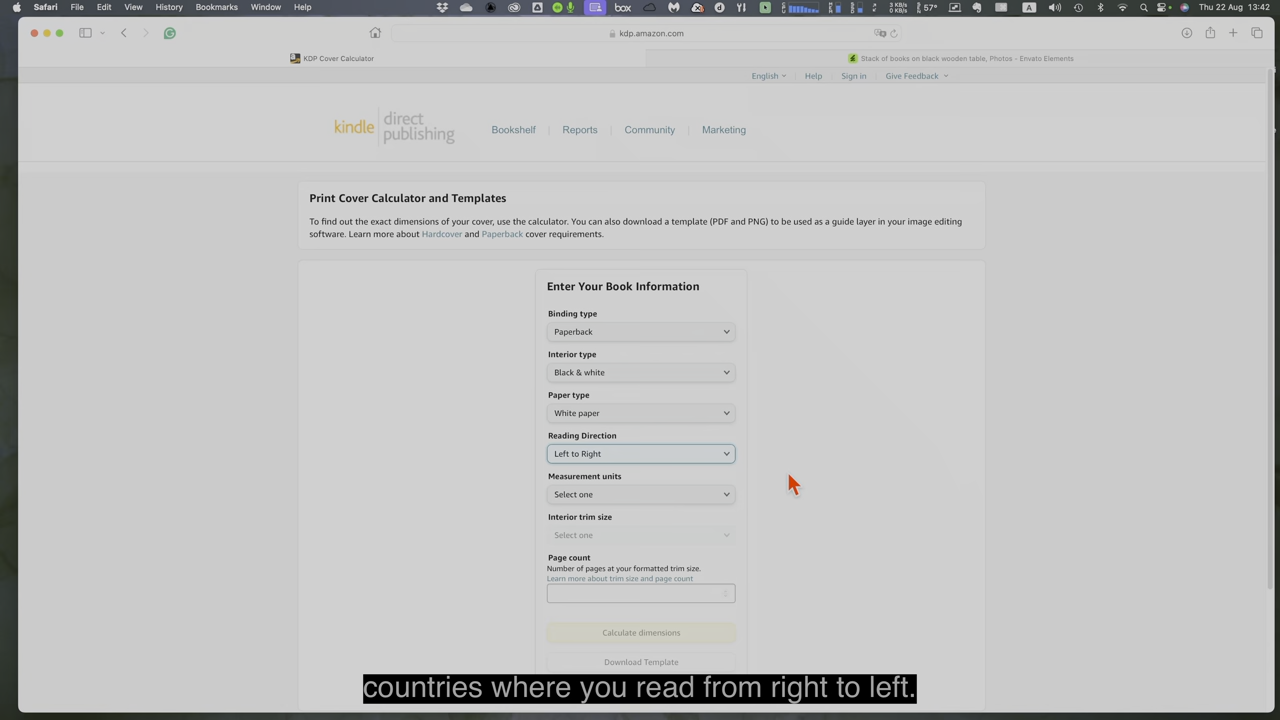 Safari File Edit View History Bookmarks Window Help
Thu 22 Aug 13:42
kdp.amazon.com
KDP Cover Calculator
Stack of books on black wooden table, Photos - Envato Elements
English Help Sign in Give Feedback
kindle direct publishing
Bookshelf Reports Community Marketing
Print Cover Calculator and Templates
To find out the exact dimensions of your cover, use the calculator. You can also download a template (PDF and PNG) to be used as a guide layer in your image editing
software. Learn more about Hardcover and Paperback cover requirements.
Enter Your Book Information
Binding type
Paperback
Interior type
Black & white
Paper type
White paper
Reading Direction
Left to Right
Measurement units
Select one
Interior trim size
Select one
Page count
Number of pages at your formatted trim size.
Learn more about trim size and page count
Calculate dimensions
Download Template
countries where you read from right to left.